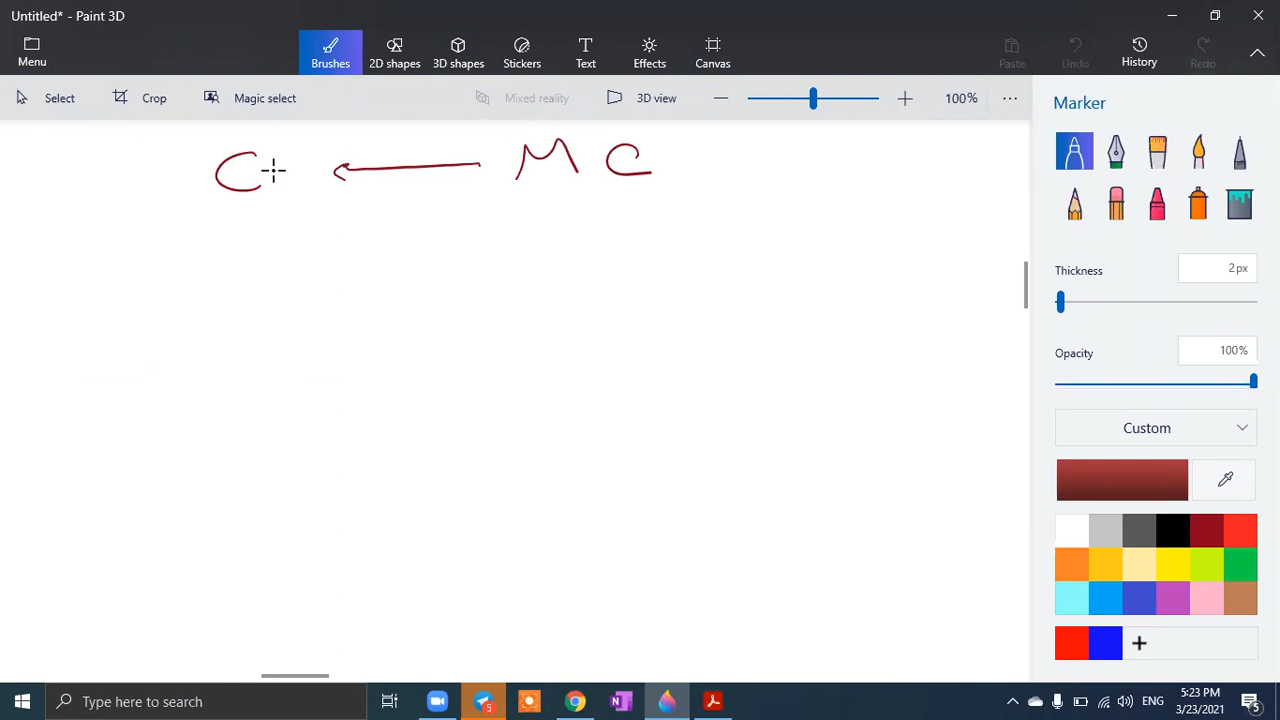 Untitled* - Paint 3D
Menu
Brushes
2D shapes
3D shapes
Stickers
Text
Effects
Canvas
Paste
Undo
History
Redo
Select
Crop
Magic select
Mixed reality
3D view
100%
C ← M C
Marker
Thickness
2px
Opacity
100%
Custom
Type here to search
5
ENG
5:23 PM
3/23/2021
5